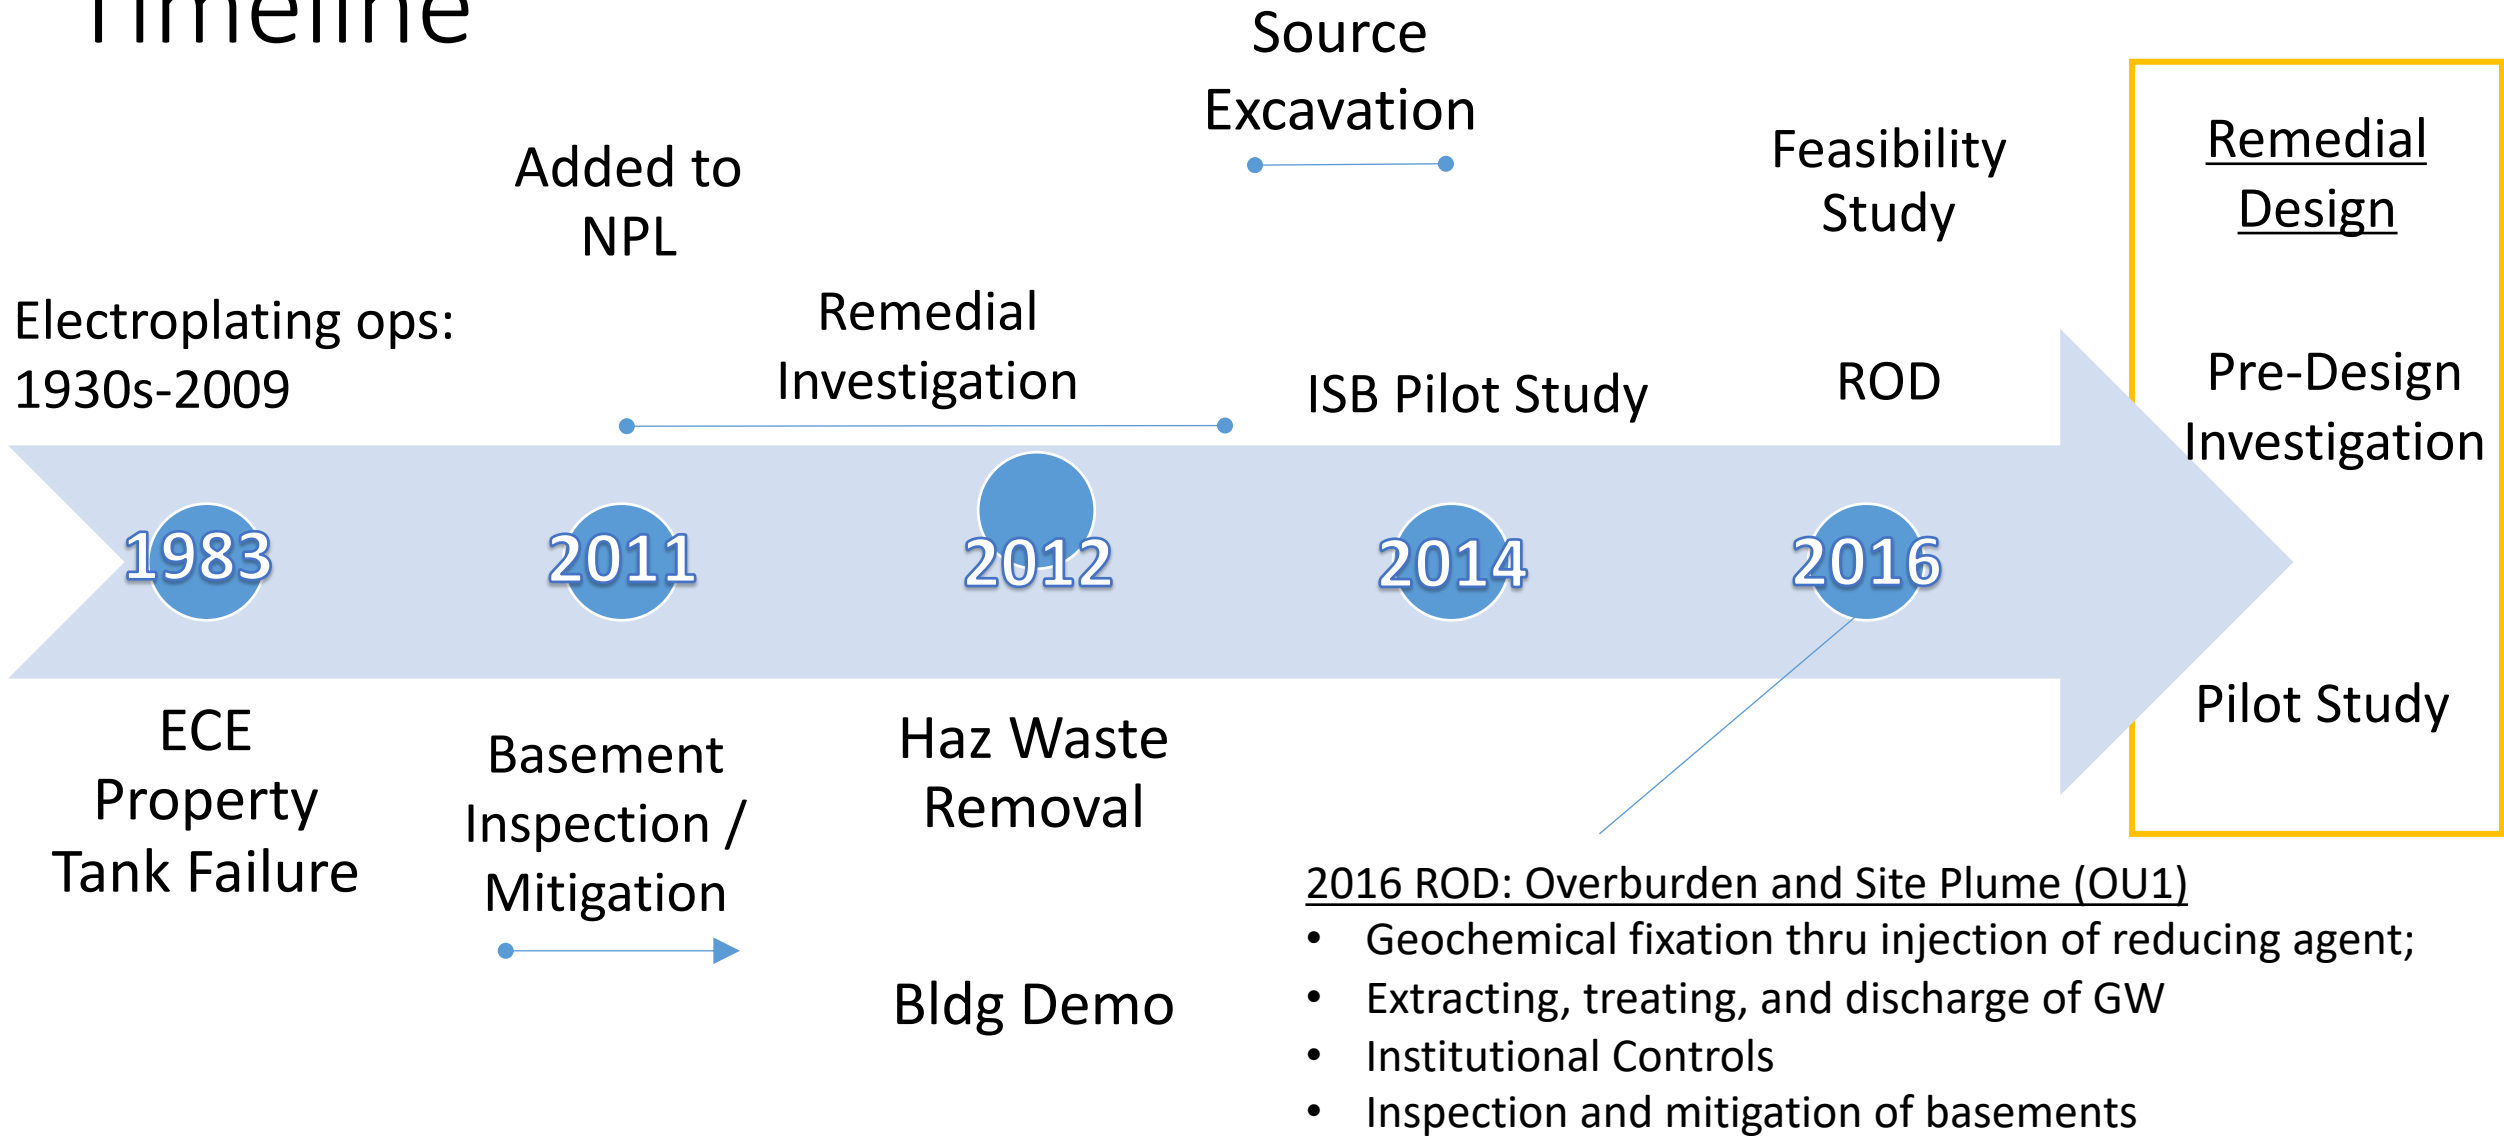 Timeline
Source
Excavation
Added to
NPL
Feasibility
Study
Remedial
Design
Electroplating ops:
1930s-2009
Remedial
Investigation
ISB Pilot Study
ROD
Pre-Design
Investigation
1983
2011
2012
2014
2016
ECE
Property
Tank Failure
Basement
Inspection /
Mitigation
Haz Waste
Removal
Bldg Demo
Pilot Study
2016 ROD: Overburden and Site Plume (OU1)
• Geochemical fixation thru injection of reducing agent;
• Extracting, treating, and discharge of GW
• Institutional Controls
• Inspection and mitigation of basements